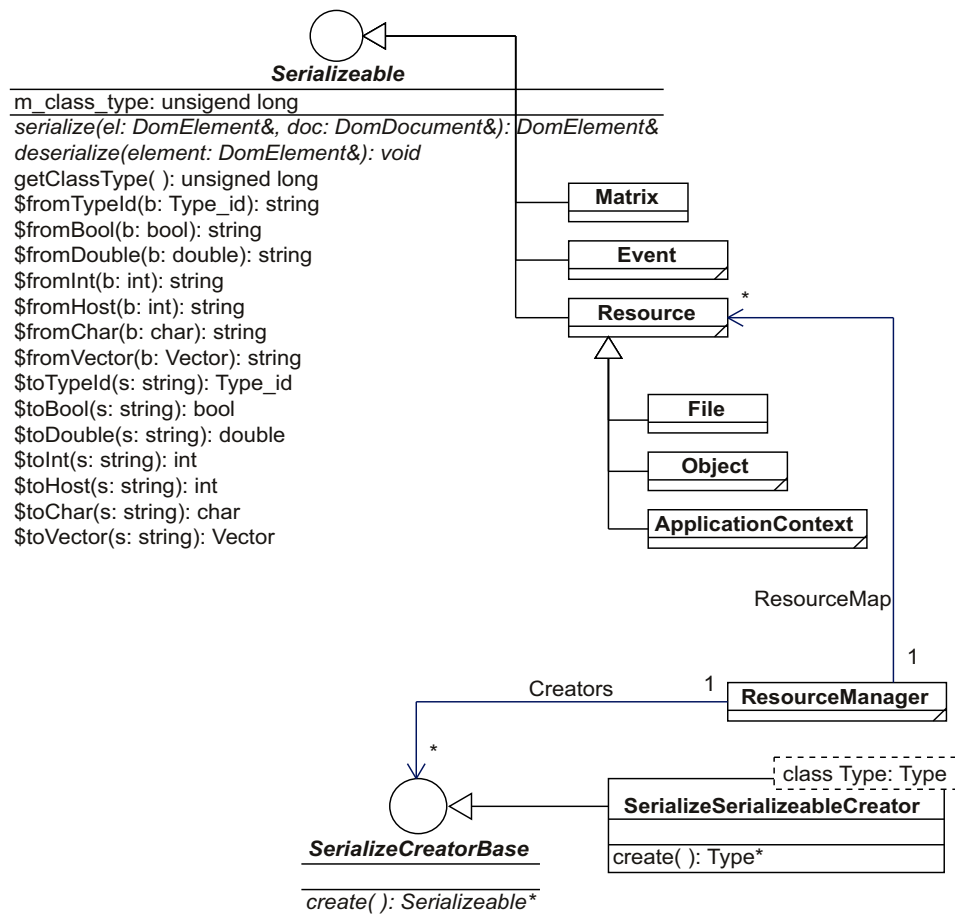 Serializeable
m_class_type: unsigend long
serialize(el: DomElement&, doc: DomDocument&): DomElement&
deserialize(element: DomElement&): void
getClassType( ): unsigned long
$fromTypeId(b: Type_id): string
$fromBool(b: bool): string
$fromDouble(b: double): string
$fromInt(b: int): string
$fromHost(b: int): string
$fromChar(b: char): string
$fromVector(b: Vector): string
$toTypeId(s: string): Type_id
$toBool(s: string): bool
$toDouble(s: string): double
$toInt(s: string): int
$toHost(s: string): int
$toChar(s: string): char
$toVector(s: string): Vector
Matrix
Event
Resource
*
File
Object
ApplicationContext
ResourceMap
1
Creators
1
ResourceManager
*
class Type: Type
SerializeSerializeableCreator
create( ): Type*
SerializeCreatorBase
create( ): Serializeable*